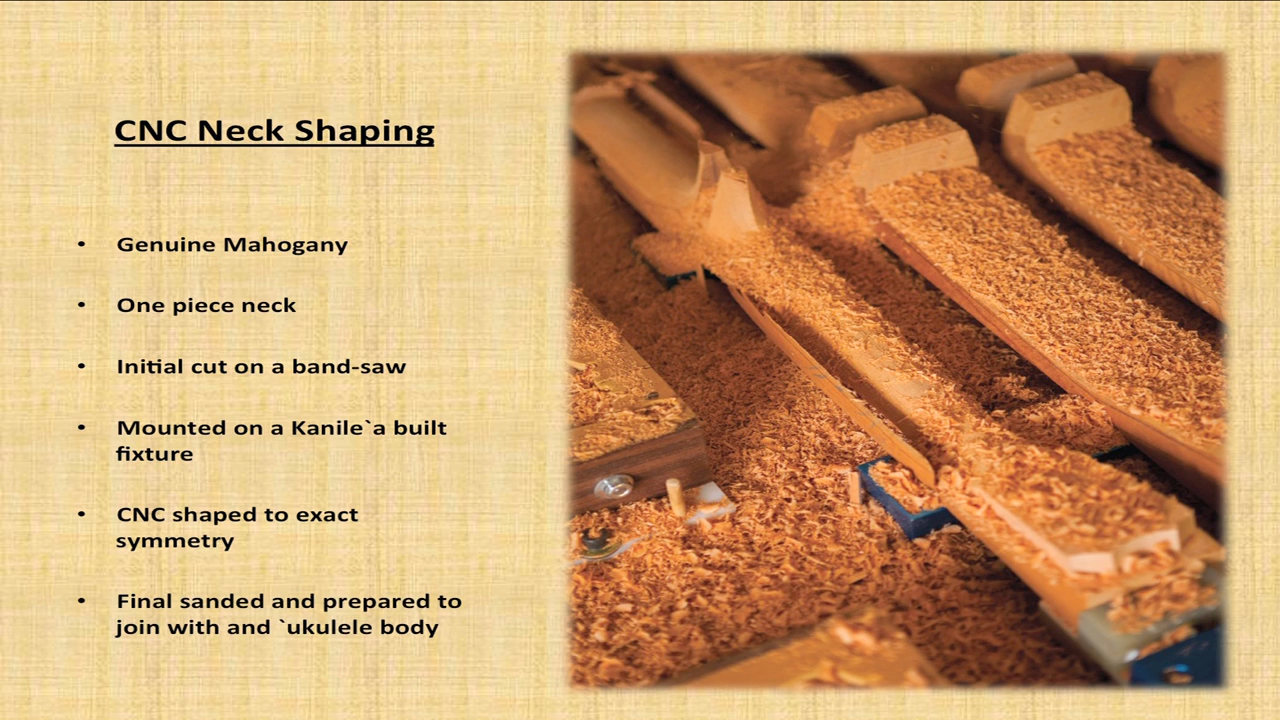 CNC Neck Shaping
• Genuine Mahogany
• One piece neck
• Initial cut on a band-saw
• Mounted on a Kanile`a built
fixture
• CNC shaped to exact
symmetry
• Final sanded and prepared to
join with and `ukulele body